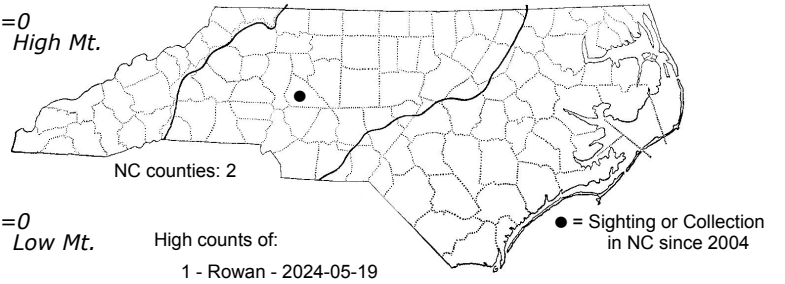 =0
High Mt.
NC counties: 2
=0
Low Mt.
High counts of:
1 - Rowan - 2024-05-19
● = Sighting or Collection
in NC since 2004